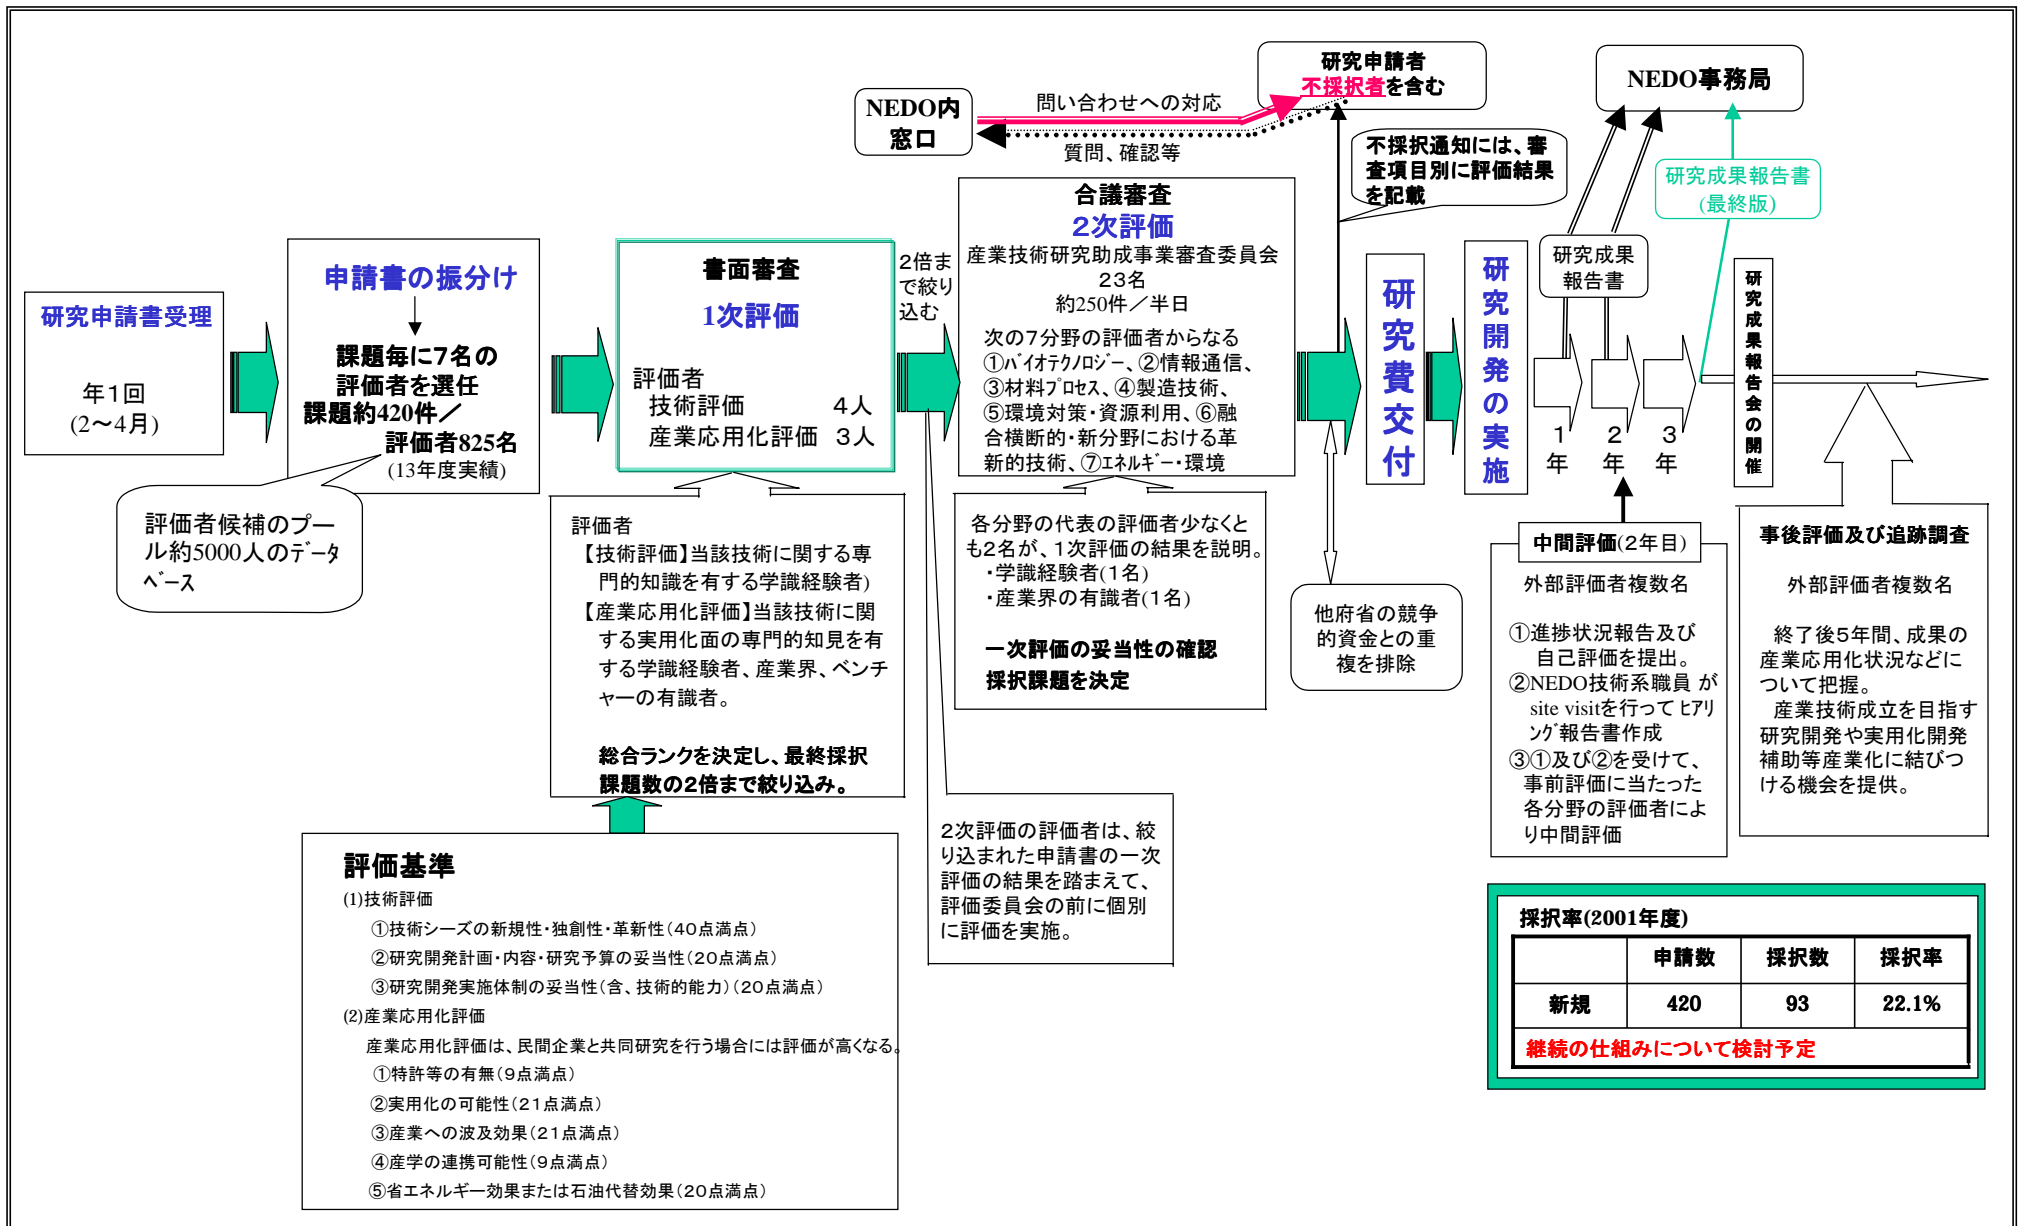 研究申請書受理
年1回
(2～4月)
申請書の振分け
課題毎に7名の
評価者を選任
課題約420件／
評価者825名
(13年度実績)
評価者候補のプー
ル約5000人のデータ
ベース
書面審査
1次評価
評価者
技術評価 4人
産業応用化評価 3人
評価者
【技術評価】当該技術に関する専
門的知識を有する学識経験者)
【産業応用化評価】当該技術に関
する実用化面の専門的知見を有
する学識経験者、産業界、ベンチ
ャーの有識者。
総合ランクを決定し、最終採択
課題数の2倍まで絞り込み。
評価基準
(1)技術評価
①技術シーズの新規性・独創性・革新性(40点満点)
②研究開発計画・内容・研究予算の妥当性(20点満点)
③研究開発実施体制の妥当性(含、技術的能力)(20点満点)
(2)産業応用化評価
産業応用化評価は、民間企業と共同研究を行う場合には評価が高くなる。
①特許等の有無(9点満点)
②実用化の可能性(21点満点)
③産業への波及効果(21点満点)
④産学の連携可能性(9点満点)
⑤省エネルギー効果または石油代替効果(20点満点)
2倍ま
で絞り
込む
2次評価の評価者は、絞
り込まれた申請書の一次
評価の結果を踏まえて、
評価委員会の前に個別
に評価を実施。
NEDO内
窓口
問い合わせへの対応
質問、確認等
研究申請者
不採択者を含む
不採択通知には、審
査項目別に評価結果
を記載
合議審査
2次評価
産業技術研究助成事業審査委員会
23名
約250件／半日
次の7分野の評価者からなる
①バイオテクノロジー、②情報通信、
③材料プロセス、④製造技術、
⑤環境対策・資源利用、⑥融
合横断的・新分野における革
新的技術、⑦エネルギー・環境
各分野の代表の評価者少なくと
も2名が、1次評価の結果を説明。
・学識経験者(1名)
・産業界の有識者(1名)
一次評価の妥当性の確認
採択課題を決定
他府省の競争
的資金との重
複を排除
研究費交付
研究開発の実施
NEDO事務局
研究成果
報告書
研究成果報告書
(最終版)
1年
2年
3年
研究成果報告会の開催
中間評価(2年目)
外部評価者複数名
①進捗状況報告及び
自己評価を提出。
②NEDO技術系職員 が
site visitを行ってヒアリ
ング報告書作成
③①及び②を受けて、
事前評価に当たった
各分野の評価者によ
り中間評価
事後評価及び追跡調査
外部評価者複数名
終了後5年間、成果の
産業応用化状況などに
ついて把握。
産業技術成立を目指す
研究開発や実用化開発
補助等産業化に結びつ
ける機会を提供。
採択率(2001年度)
申請数 採択数 採択率
新規 420 93 22.1%
継続の仕組みについて検討予定